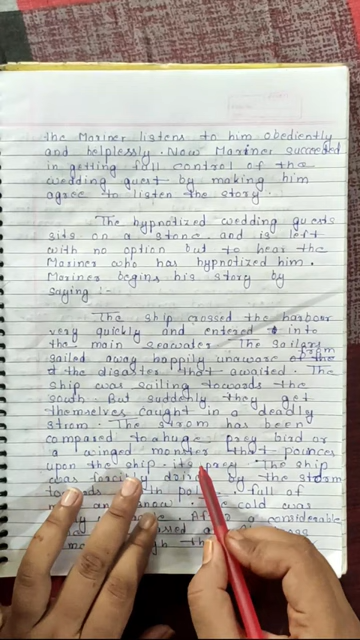 the Mariner listens to him obediently
and helplessly. Now Mariner succeeded
in getting full control of the
wedding guest by making him
agree to listen the story.
The hypnotized wedding guests
sits on a stone and is left
with no option but to hear the
Mariner who has hypnotized him.
Mariner begins his story by
saying :-
The ship crossed the harbour
very quickly and entered into
the main seawater. The sailors
sailed away happily unaware
the disaster that awaited. The
ship was sailing towards the
south. But suddenly they get
themselves caught in a deadly
strom. The strom has been
compared to a huge prey bird or
a winged monster that pounces
upon the ship its prey. The ship
was forcibly by the storm
full of
cold was
considerable